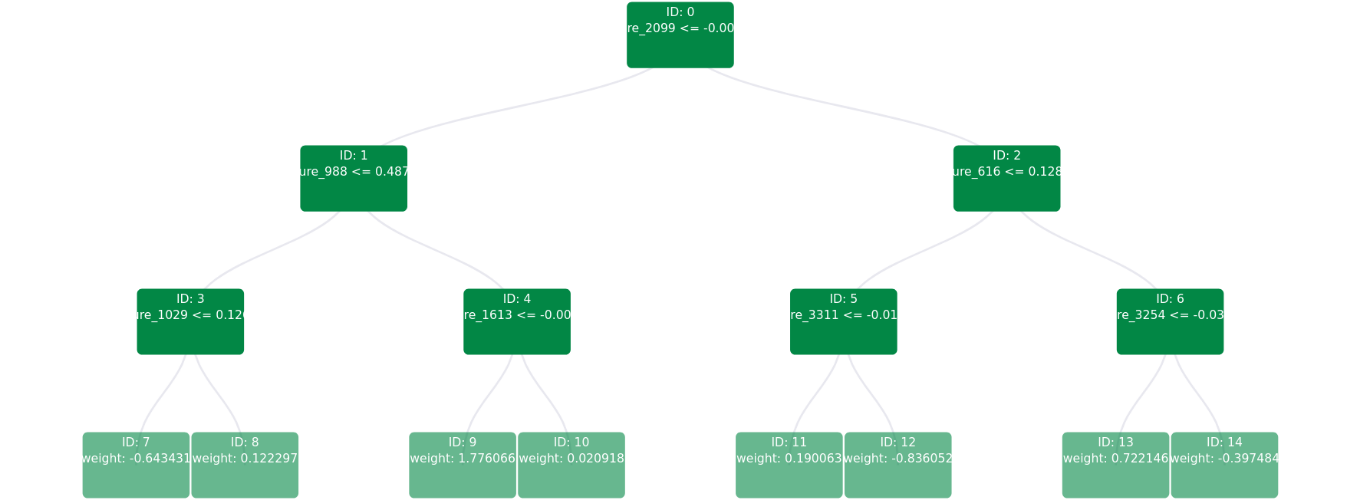 ID: 0
re_2099 <= -0.00
ID: 1
ure_988 <= 0.487
ID: 2
ure_616 <= 0.128
ID: 3
ure_1029 <= 0.126
ID: 4
re_1613 <= -0.00
ID: 5
re_3311 <= -0.01
ID: 6
re_3254 <= -0.03
ID: 7
weight: -0.643431
ID: 8
weight: 0.122297
ID: 9
weight: 1.776066
ID: 10
weight: 0.020918
ID: 11
weight: 0.190063
ID: 12
weight: -0.836052
ID: 13
weight: 0.722146
ID: 14
weight: -0.397484